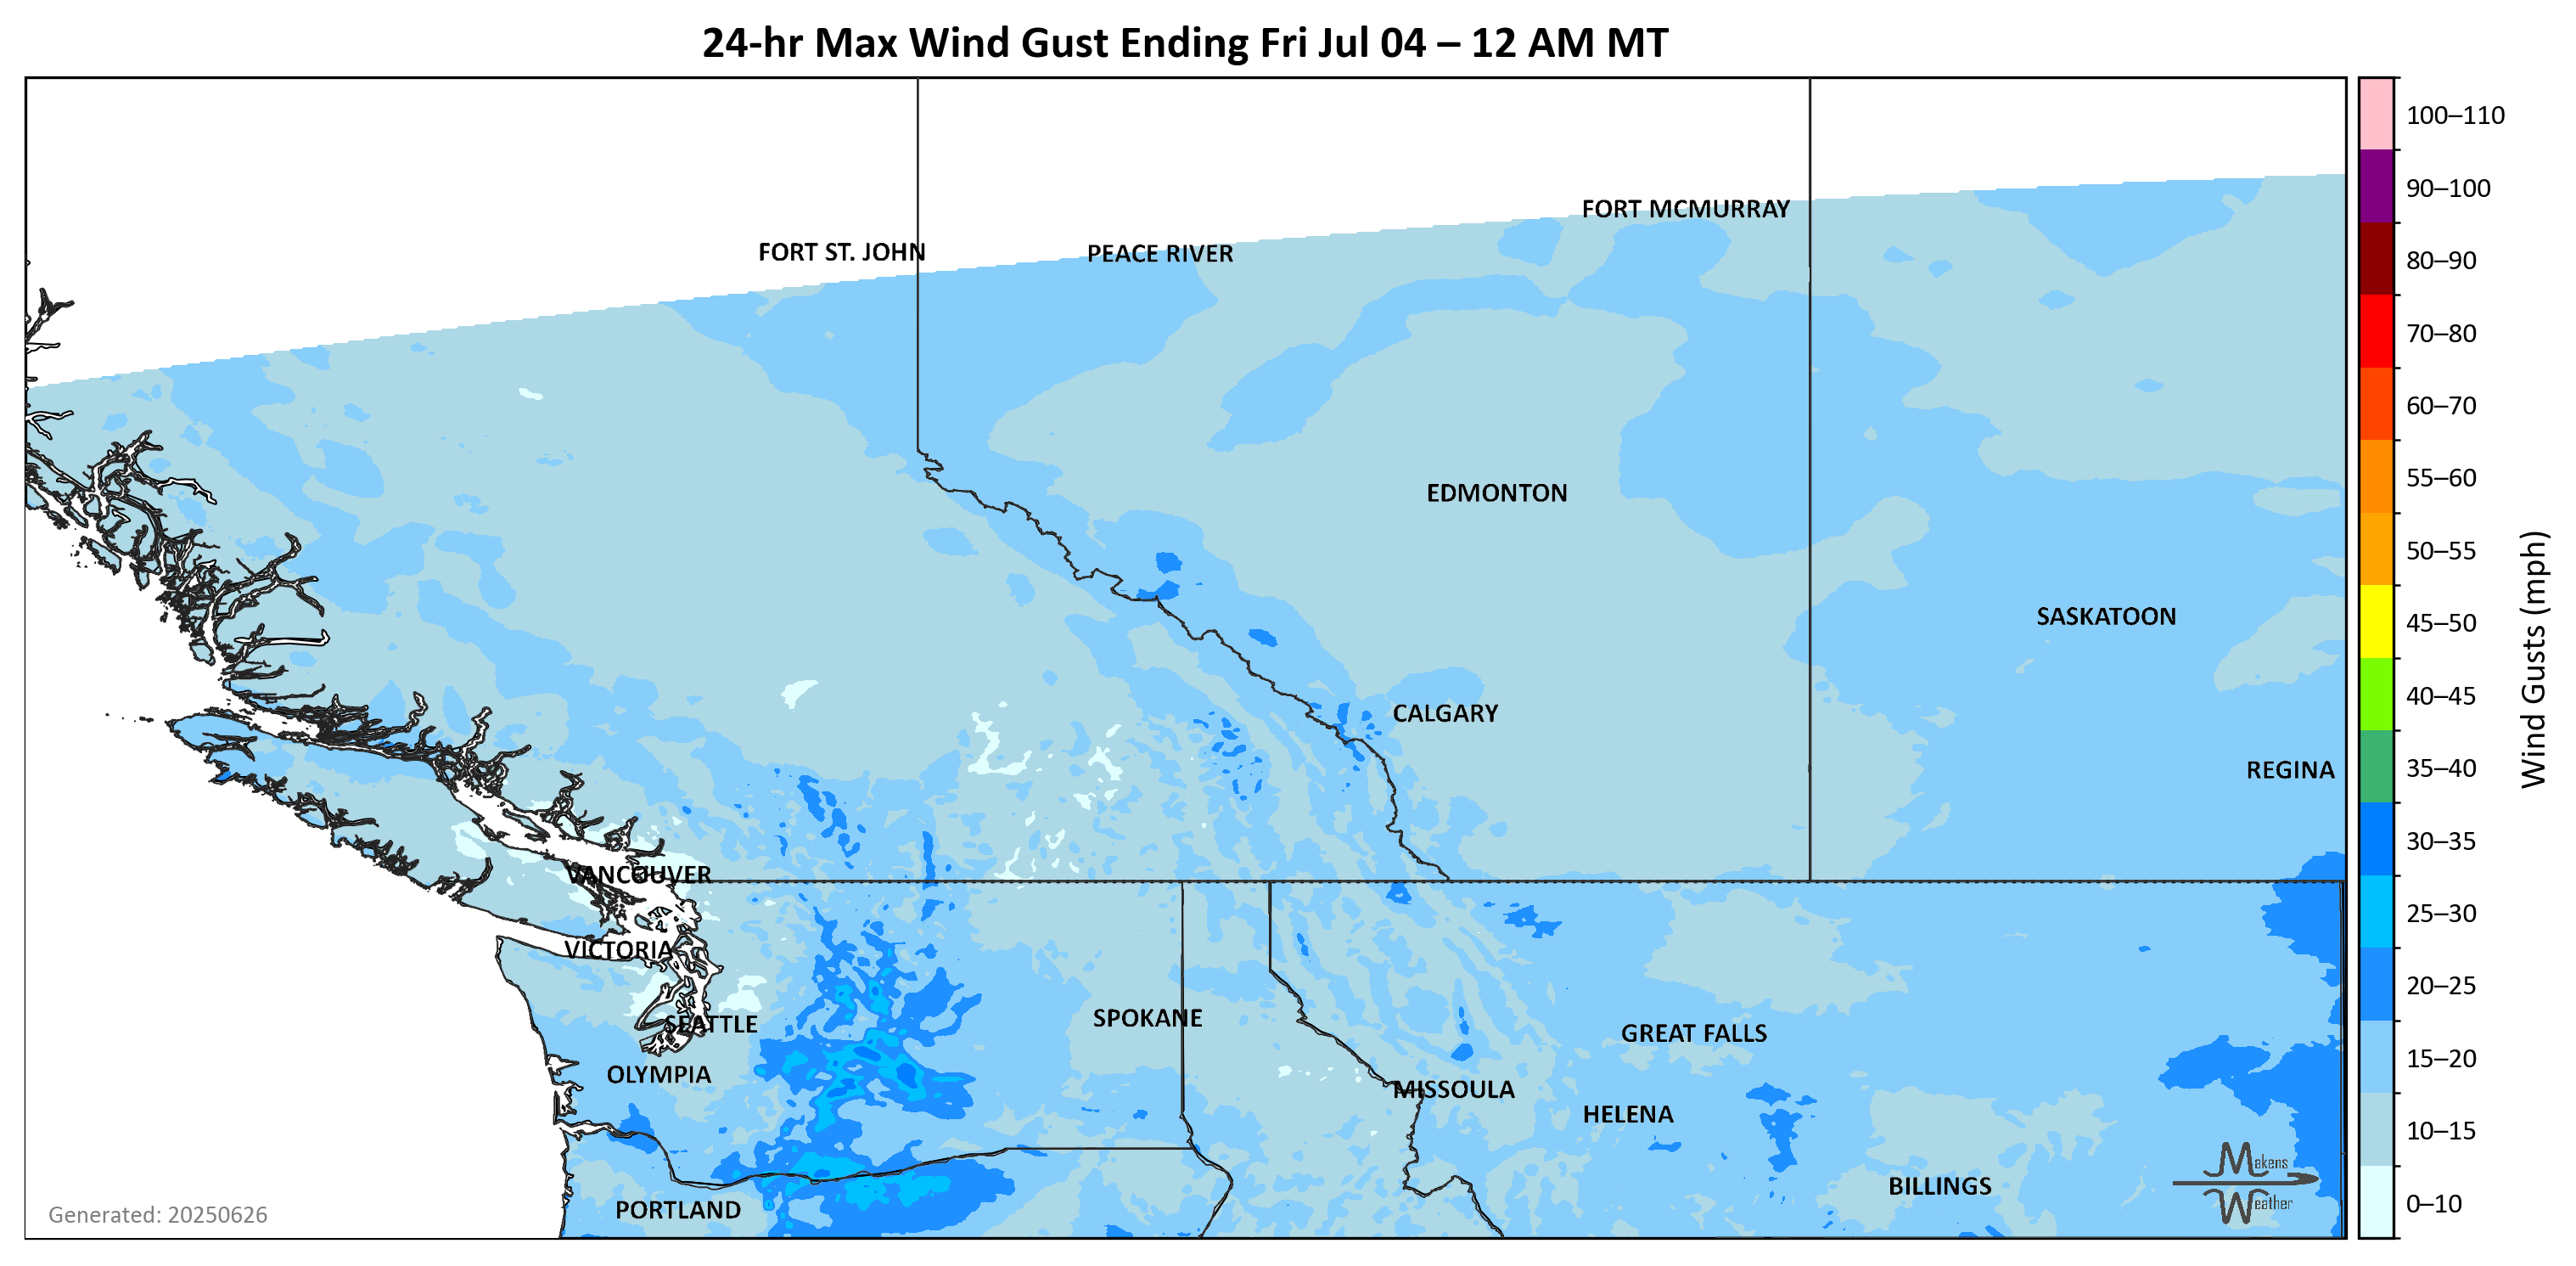 24-hr Max Wind Gust Ending Fri Jul 04 – 12 AM MT
100–110
90–100
80–90
70–80
60–70
55–60
50–55
45–50
40–45
35–40
30–35
25–30
20–25
15–20
10–15
0–10
Wind Gusts (mph)
FORT MCMURRAY
FORT ST. JOHN
PEACE RIVER
EDMONTON
SASKATOON
CALGARY
REGINA
VANCOUVER
VICTORIA
SEATTLE
SPOKANE
GREAT FALLS
OLYMPIA
MISSOULA
HELENA
BILLINGS
PORTLAND
Makens
Weather
Generated: 20250626